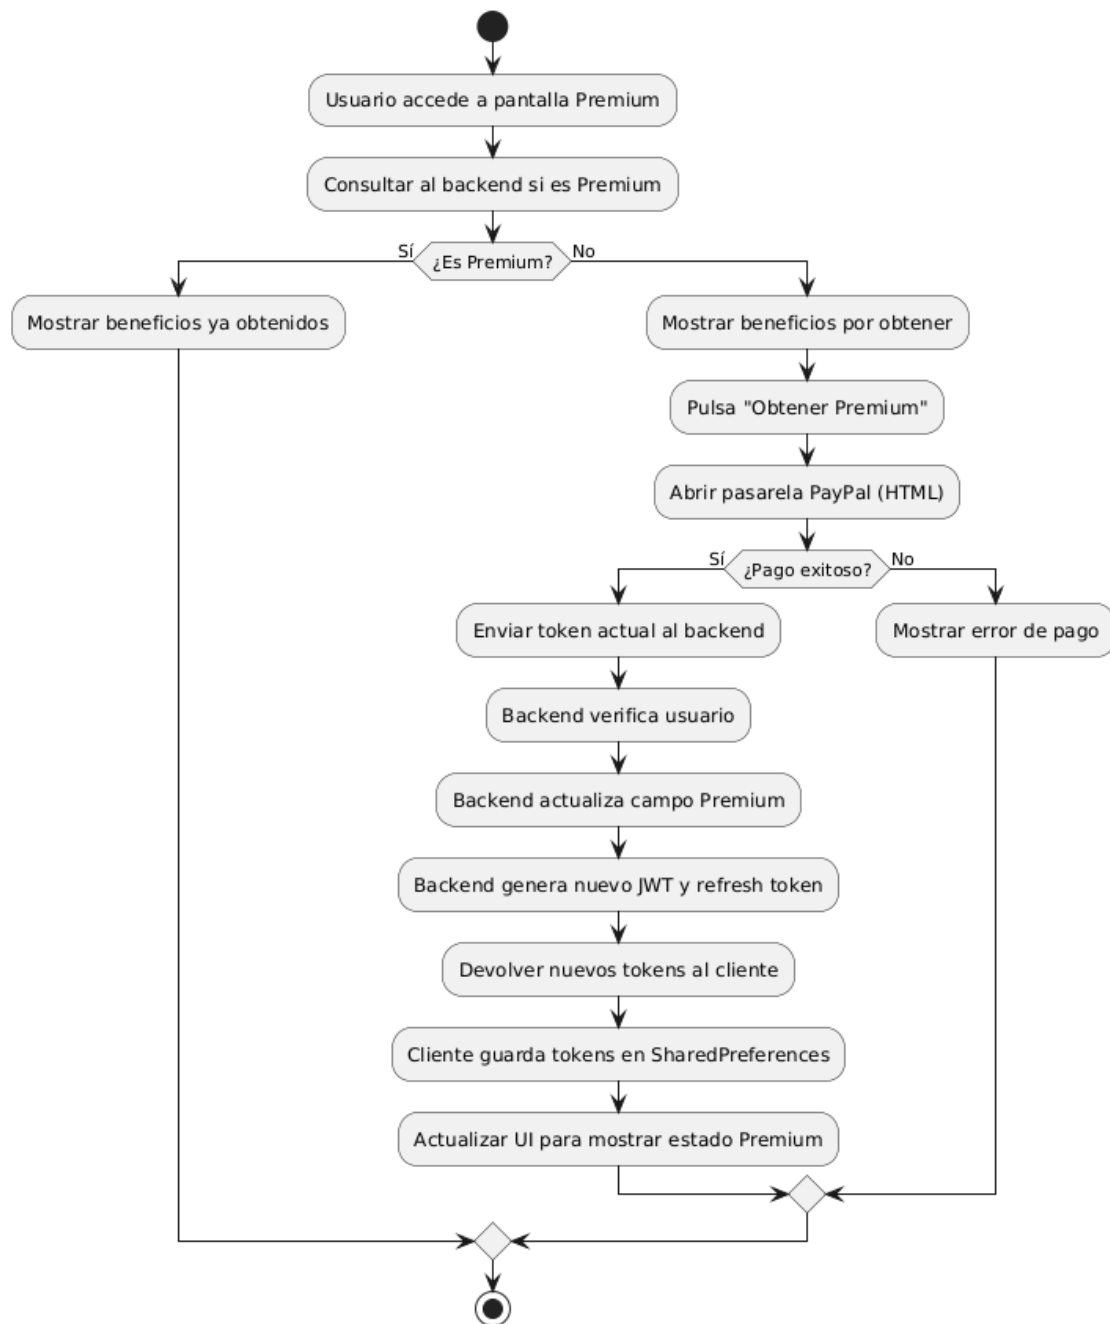 Usuario accede a pantalla Premium
Consultar al backend si es Premium
Sí
¿Es Premium?
No
Mostrar beneficios ya obtenidos
Mostrar beneficios por obtener
Pulsa "Obtener Premium"
Abrir pasarela PayPal (HTML)
Sí
¿Pago exitoso?
No
Enviar token actual al backend
Mostrar error de pago
Backend verifica usuario
Backend actualiza campo Premium
Backend genera nuevo JWT y refresh token
Devolver nuevos tokens al cliente
Cliente guarda tokens en SharedPreferences
Actualizar UI para mostrar estado Premium